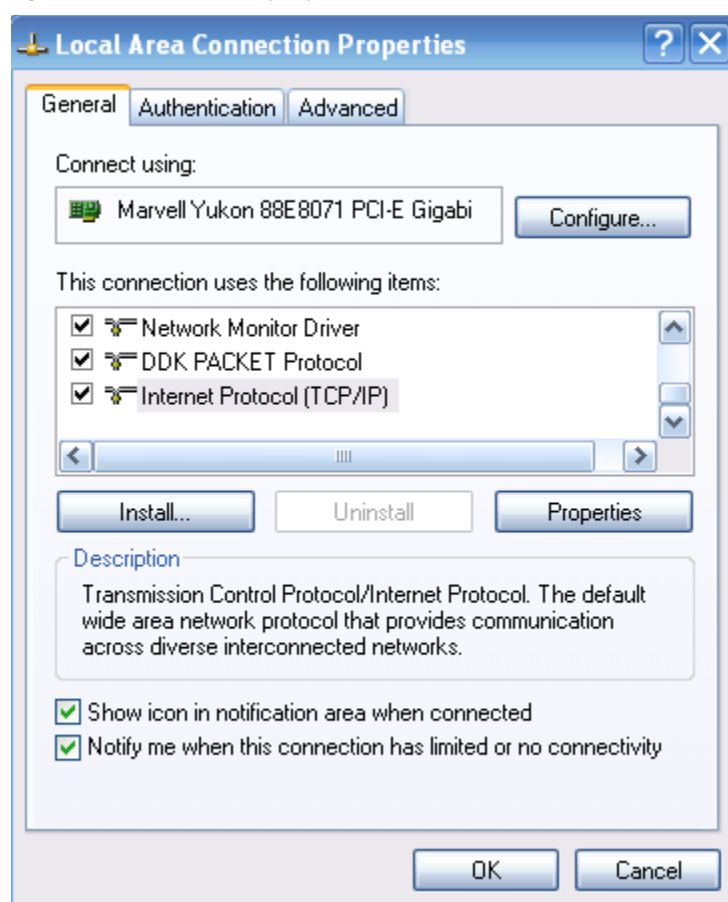 Local Area Connection Properties
General Authentication Advanced
Connect using:
Marvell Yukon 88E8071 PCI-E Gigabi Configure...
This connection uses the following items:
Network Monitor Driver
DDK PACKET Protocol
Internet Protocol (TCP/IP)
Install... Uninstall Properties
Description
Transmission Control Protocol/Internet Protocol. The default
wide area network protocol that provides communication
across diverse interconnected networks.
Show icon in notification area when connected
Notify me when this connection has limited or no connectivity
OK Cancel